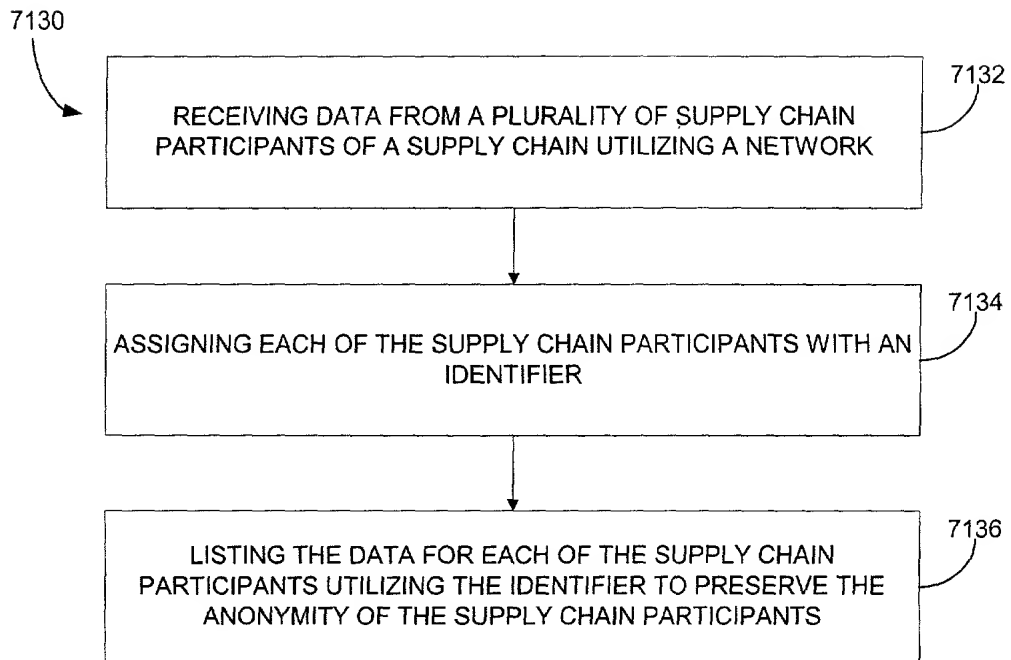 7130
7132
RECEIVING DATA FROM A PLURALITY OF SUPPLY CHAIN
PARTICIPANTS OF A SUPPLY CHAIN UTILIZING A NETWORK
7134
ASSIGNING EACH OF THE SUPPLY CHAIN PARTICIPANTS WITH AN
IDENTIFIER
7136
LISTING THE DATA FOR EACH OF THE SUPPLY CHAIN
PARTICIPANTS UTILIZING THE IDENTIFIER TO PRESERVE THE
ANONYMITY OF THE SUPPLY CHAIN PARTICIPANTS